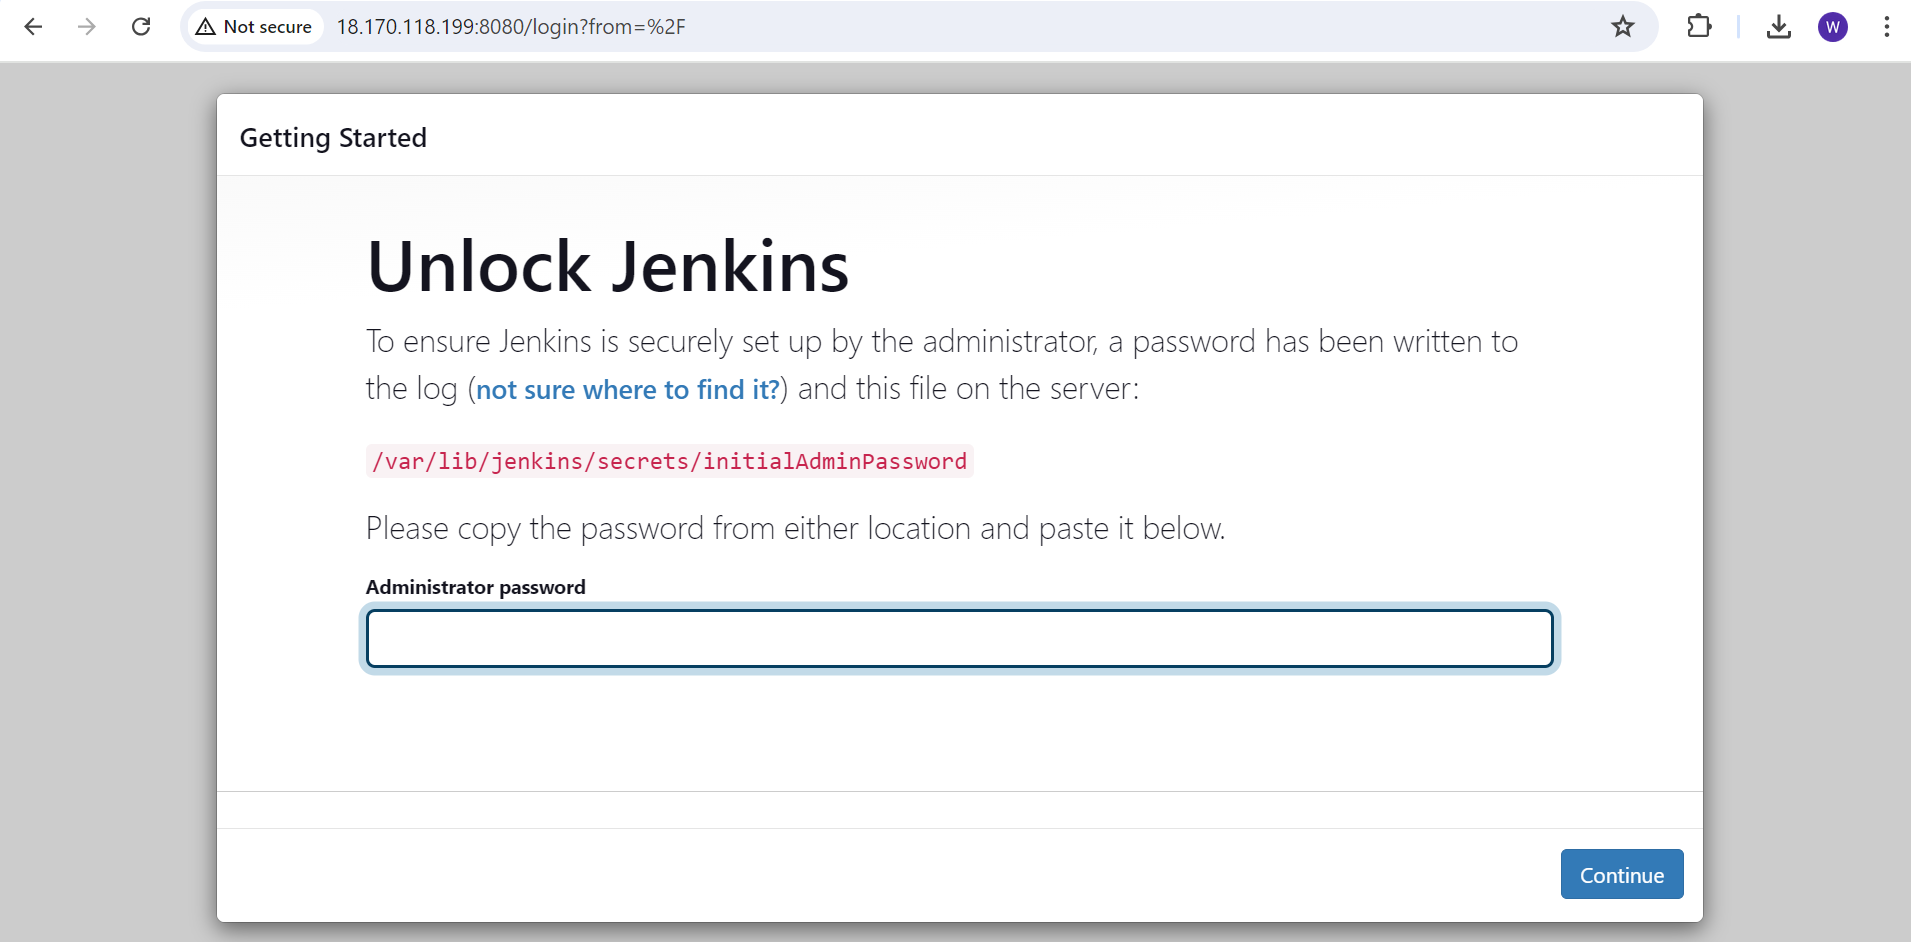 Not secure 18.170.118.199:8080/login?from=%2F
W
Getting Started
Unlock Jenkins
To ensure Jenkins is securely set up by the administrator, a password has been written to
the log (not sure where to find it?) and this file on the server:
/var/lib/jenkins/secrets/initialAdminPassword
Please copy the password from either location and paste it below.
Administrator password
Continue